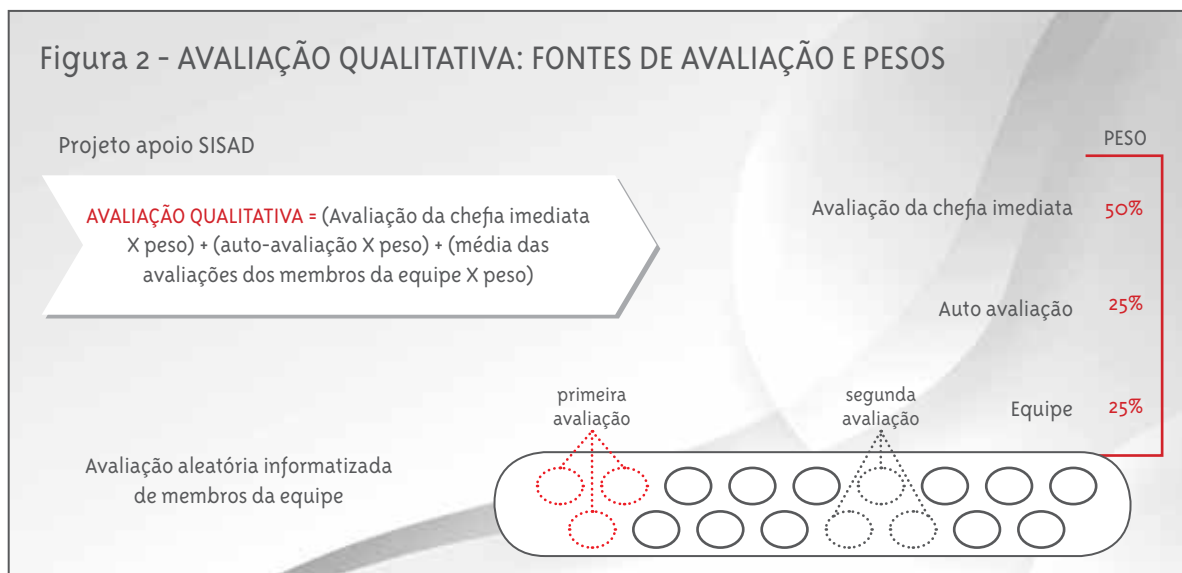 Figura 2 - AVALIAÇÃO QUALITATIVA: FONTES DE AVALIAÇÃO E PESOS
Projeto apoio SISAD
AVALIAÇÃO QUALITATIVA = (Avaliação da chefia imediata
X peso) + (auto-avaliação X peso) + (média das
avaliações dos membros da equipe X peso)
PESO
Avaliação da chefia imediata 50%
Auto avaliação 25%
Equipe 25%
primeira
avaliação
segunda
avaliação
Avaliação aleatória informatizada
de membros da equipe